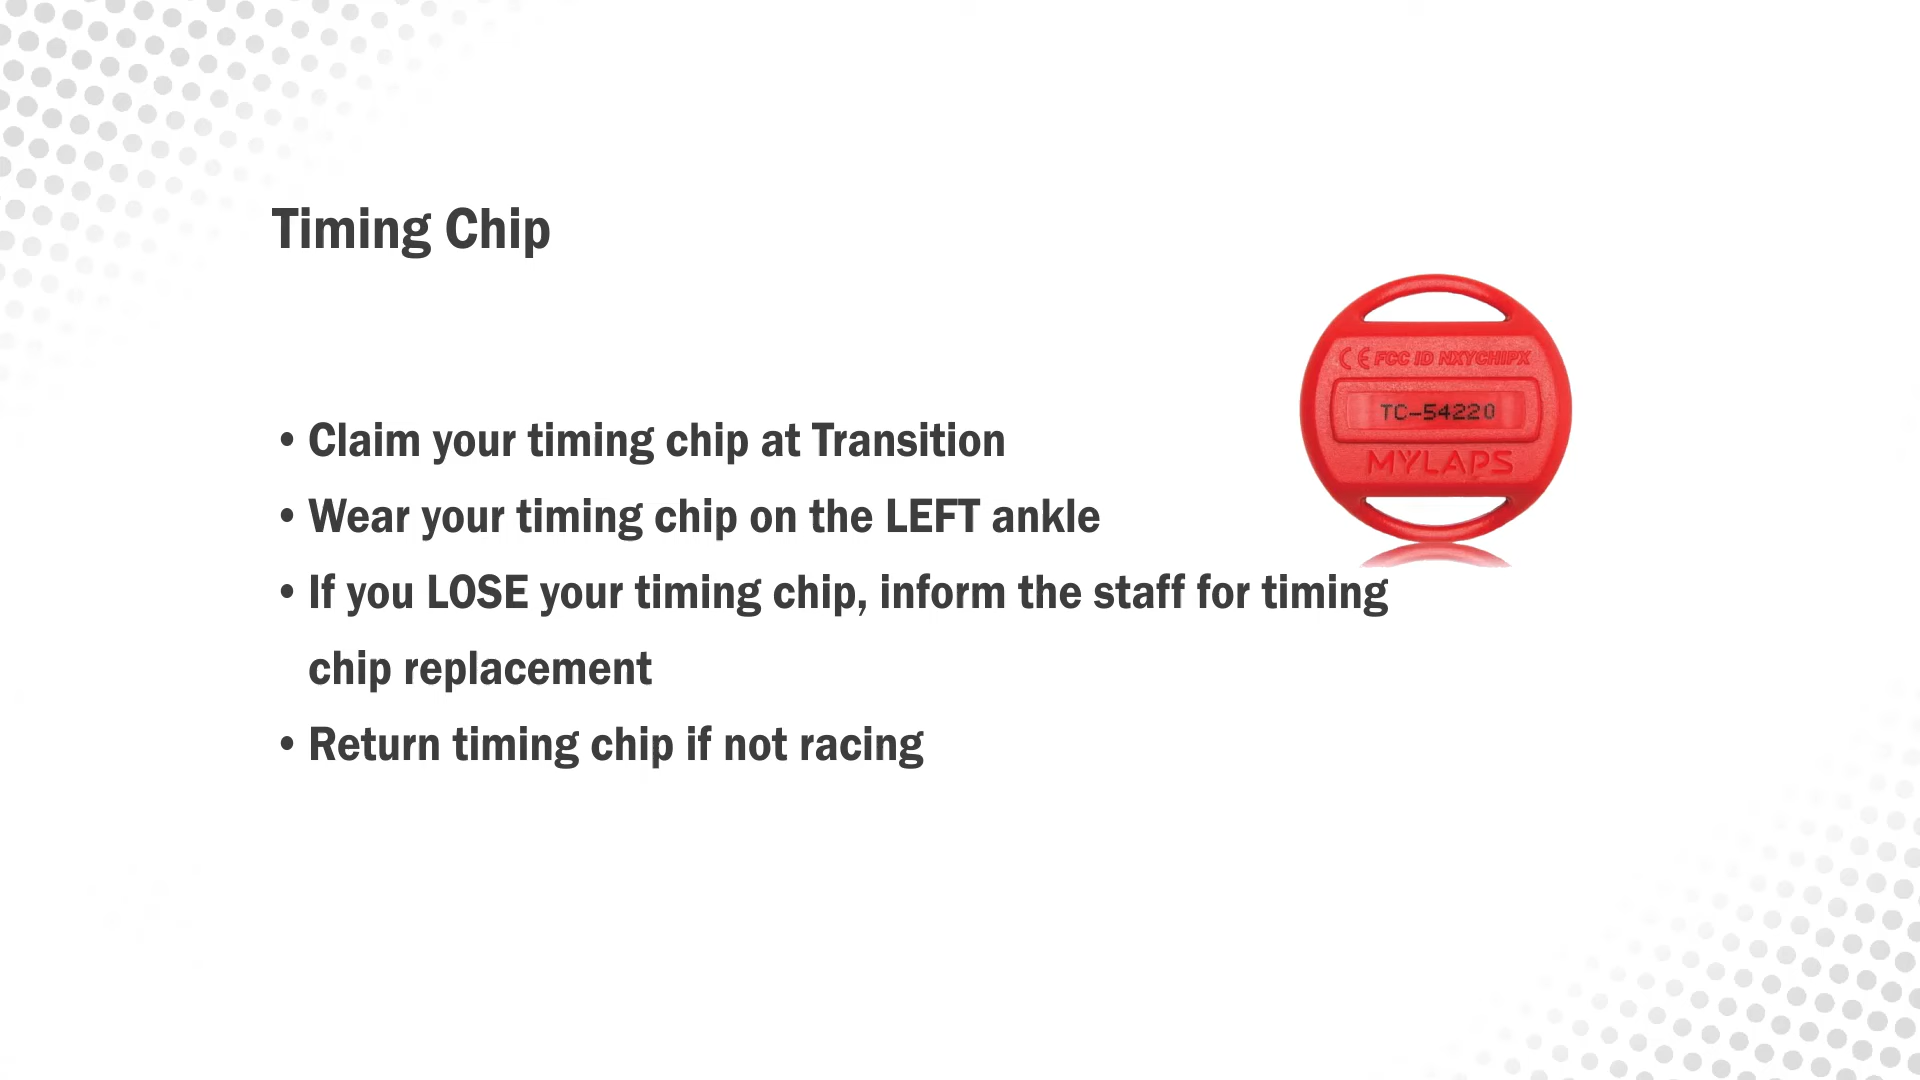 Timing Chip
CE FCC ID NXYCHIPX
TC-54220
MYLAPS
• Claim your timing chip at Transition
• Wear your timing chip on the LEFT ankle
• If you LOSE your timing chip, inform the staff for timing
chip replacement
• Return timing chip if not racing